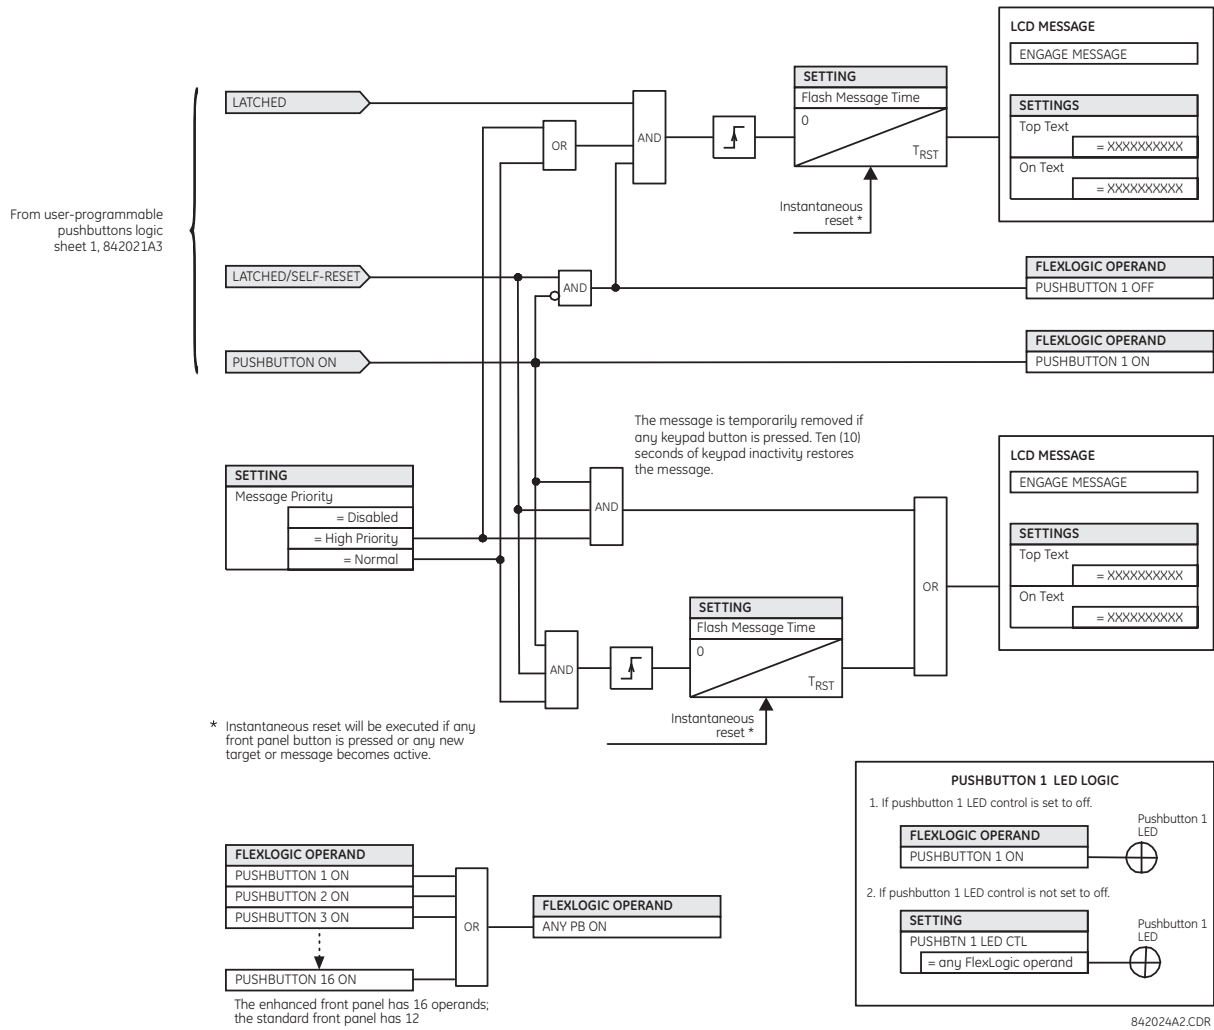 LCD MESSAGE
ENGAGE MESSAGE
SETTINGS
Top Text
= XXXXXXXXXX
On Text
= XXXXXXXXXX
SETTING
Flash Message Time
0
TRST
Instantaneous
reset *
LATCHED
OR
AND
From user-programmable
pushbuttons logic
sheet 1, 842021A3
LATCHED/SELF-RESET
AND
FLEXLOGIC OPERAND
PUSHBUTTON 1 OFF
PUSHBUTTON ON
FLEXLOGIC OPERAND
PUSHBUTTON 1 ON
The message is temporarily removed if
any keypad button is pressed. Ten (10)
seconds of keypad inactivity restores
the message.
SETTING
Message Priority
= Disabled
= High Priority
= Normal
AND
LCD MESSAGE
ENGAGE MESSAGE
SETTINGS
Top Text
= XXXXXXXXXX
On Text
= XXXXXXXXXX
OR
SETTING
Flash Message Time
0
TRST
AND
Instantaneous
reset *
* Instantaneous reset will be executed if any
front panel button is pressed or any new
target or message becomes active.
PUSHBUTTON 1 LED LOGIC
1. If pushbutton 1 LED control is set to off.
Pushbutton 1
LED
FLEXLOGIC OPERAND
PUSHBUTTON 1 ON
2. If pushbutton 1 LED control is not set to off.
Pushbutton 1
LED
SETTING
PUSHBTN 1 LED CTL
= any FlexLogic operand
FLEXLOGIC OPERAND
PUSHBUTTON 1 ON
PUSHBUTTON 2 ON
PUSHBUTTON 3 ON
PUSHBUTTON 16 ON
OR
FLEXLOGIC OPERAND
ANY PB ON
The enhanced front panel has 16 operands;
the standard front panel has 12
842024A2.CDR